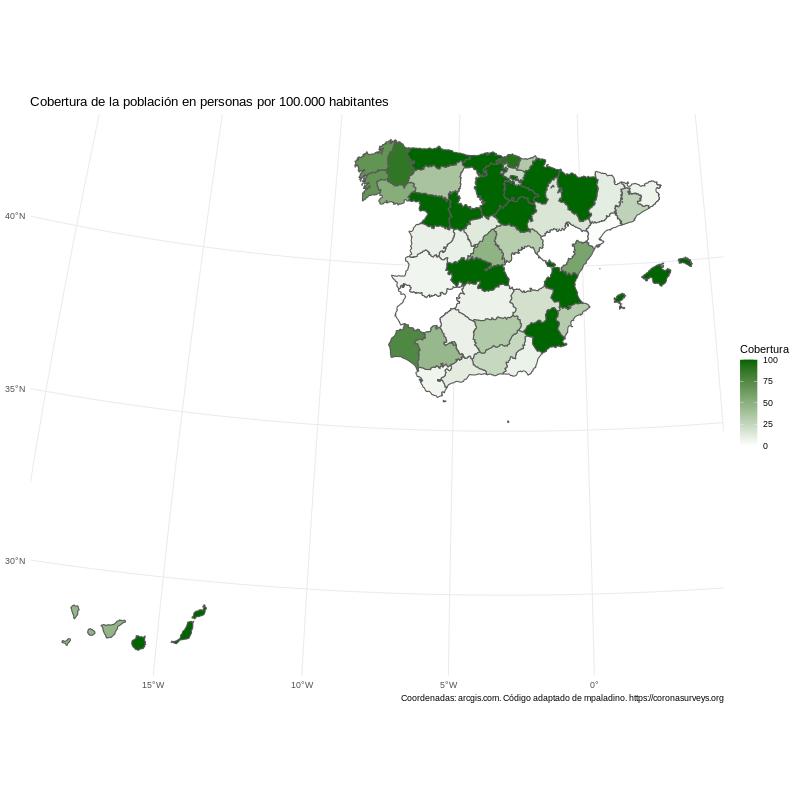 Cobertura de la población en personas por 100.000 habitantes
40°N
35°N
30°N
15°W
10°W
5°W
0°
Cobertura
100
75
50
25
0
Coordenadas: arcgis.com. Código adaptado de mpaladino. https://coronasurveys.org